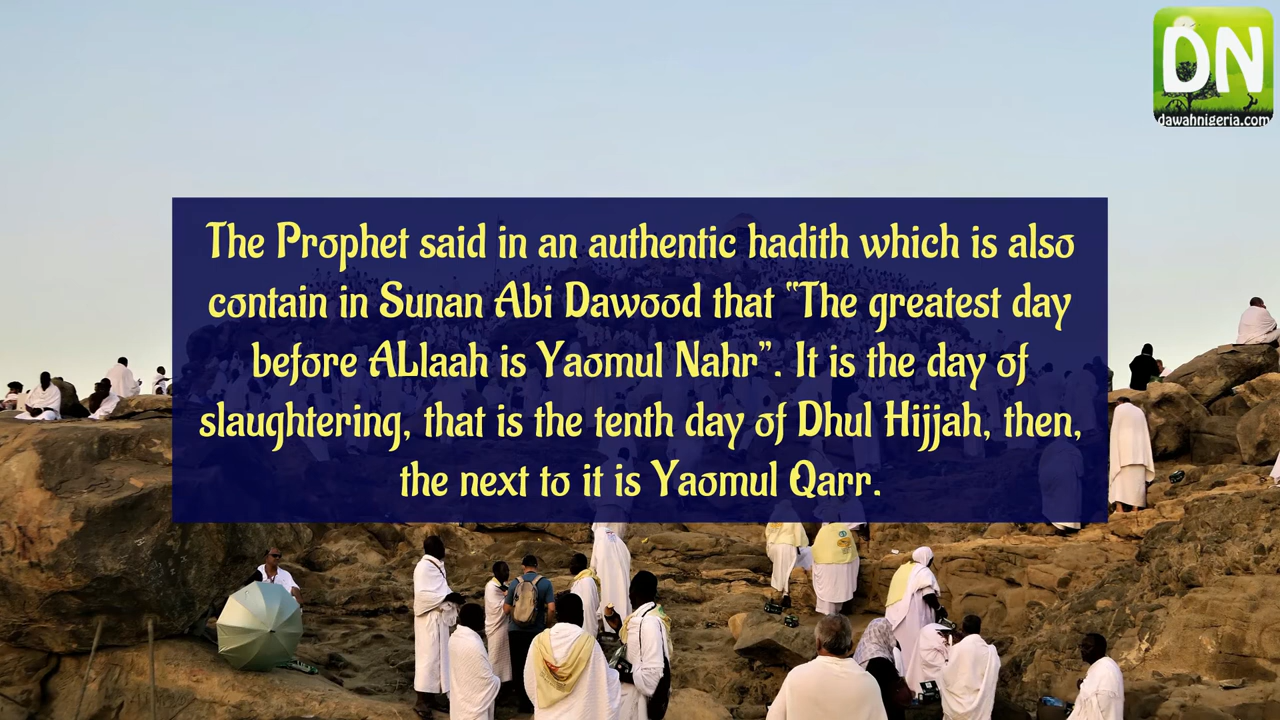 DN
dawahnigeria.com
The Prophet said in an authentic hadith which is also
contain in Sunan Abi Dawood that "The greatest day
before ALlaah is Yaomul Nahr". It is the day of
slaughtering, that is the tenth day of Dhul Hijjah, then,
the next to it is Yaomul Qarr.